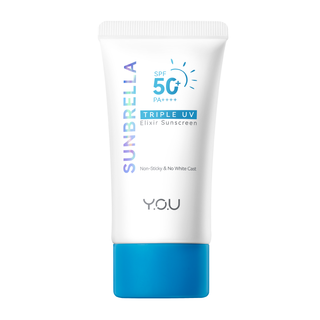 SUNBRELLA
SPF
50+
PA++++
TRIPLE UV
Elixir Sunscreen
Non-Sticky & No White Cast
Y.O.U